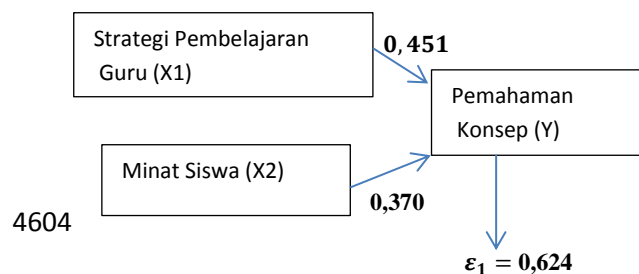 Strategi Pembelajaran
Guru (X1)
0,451
Pemahaman
Konsep (Y)
Minat Siswa (X2)
0,370
4604
ε₁ = 0,624